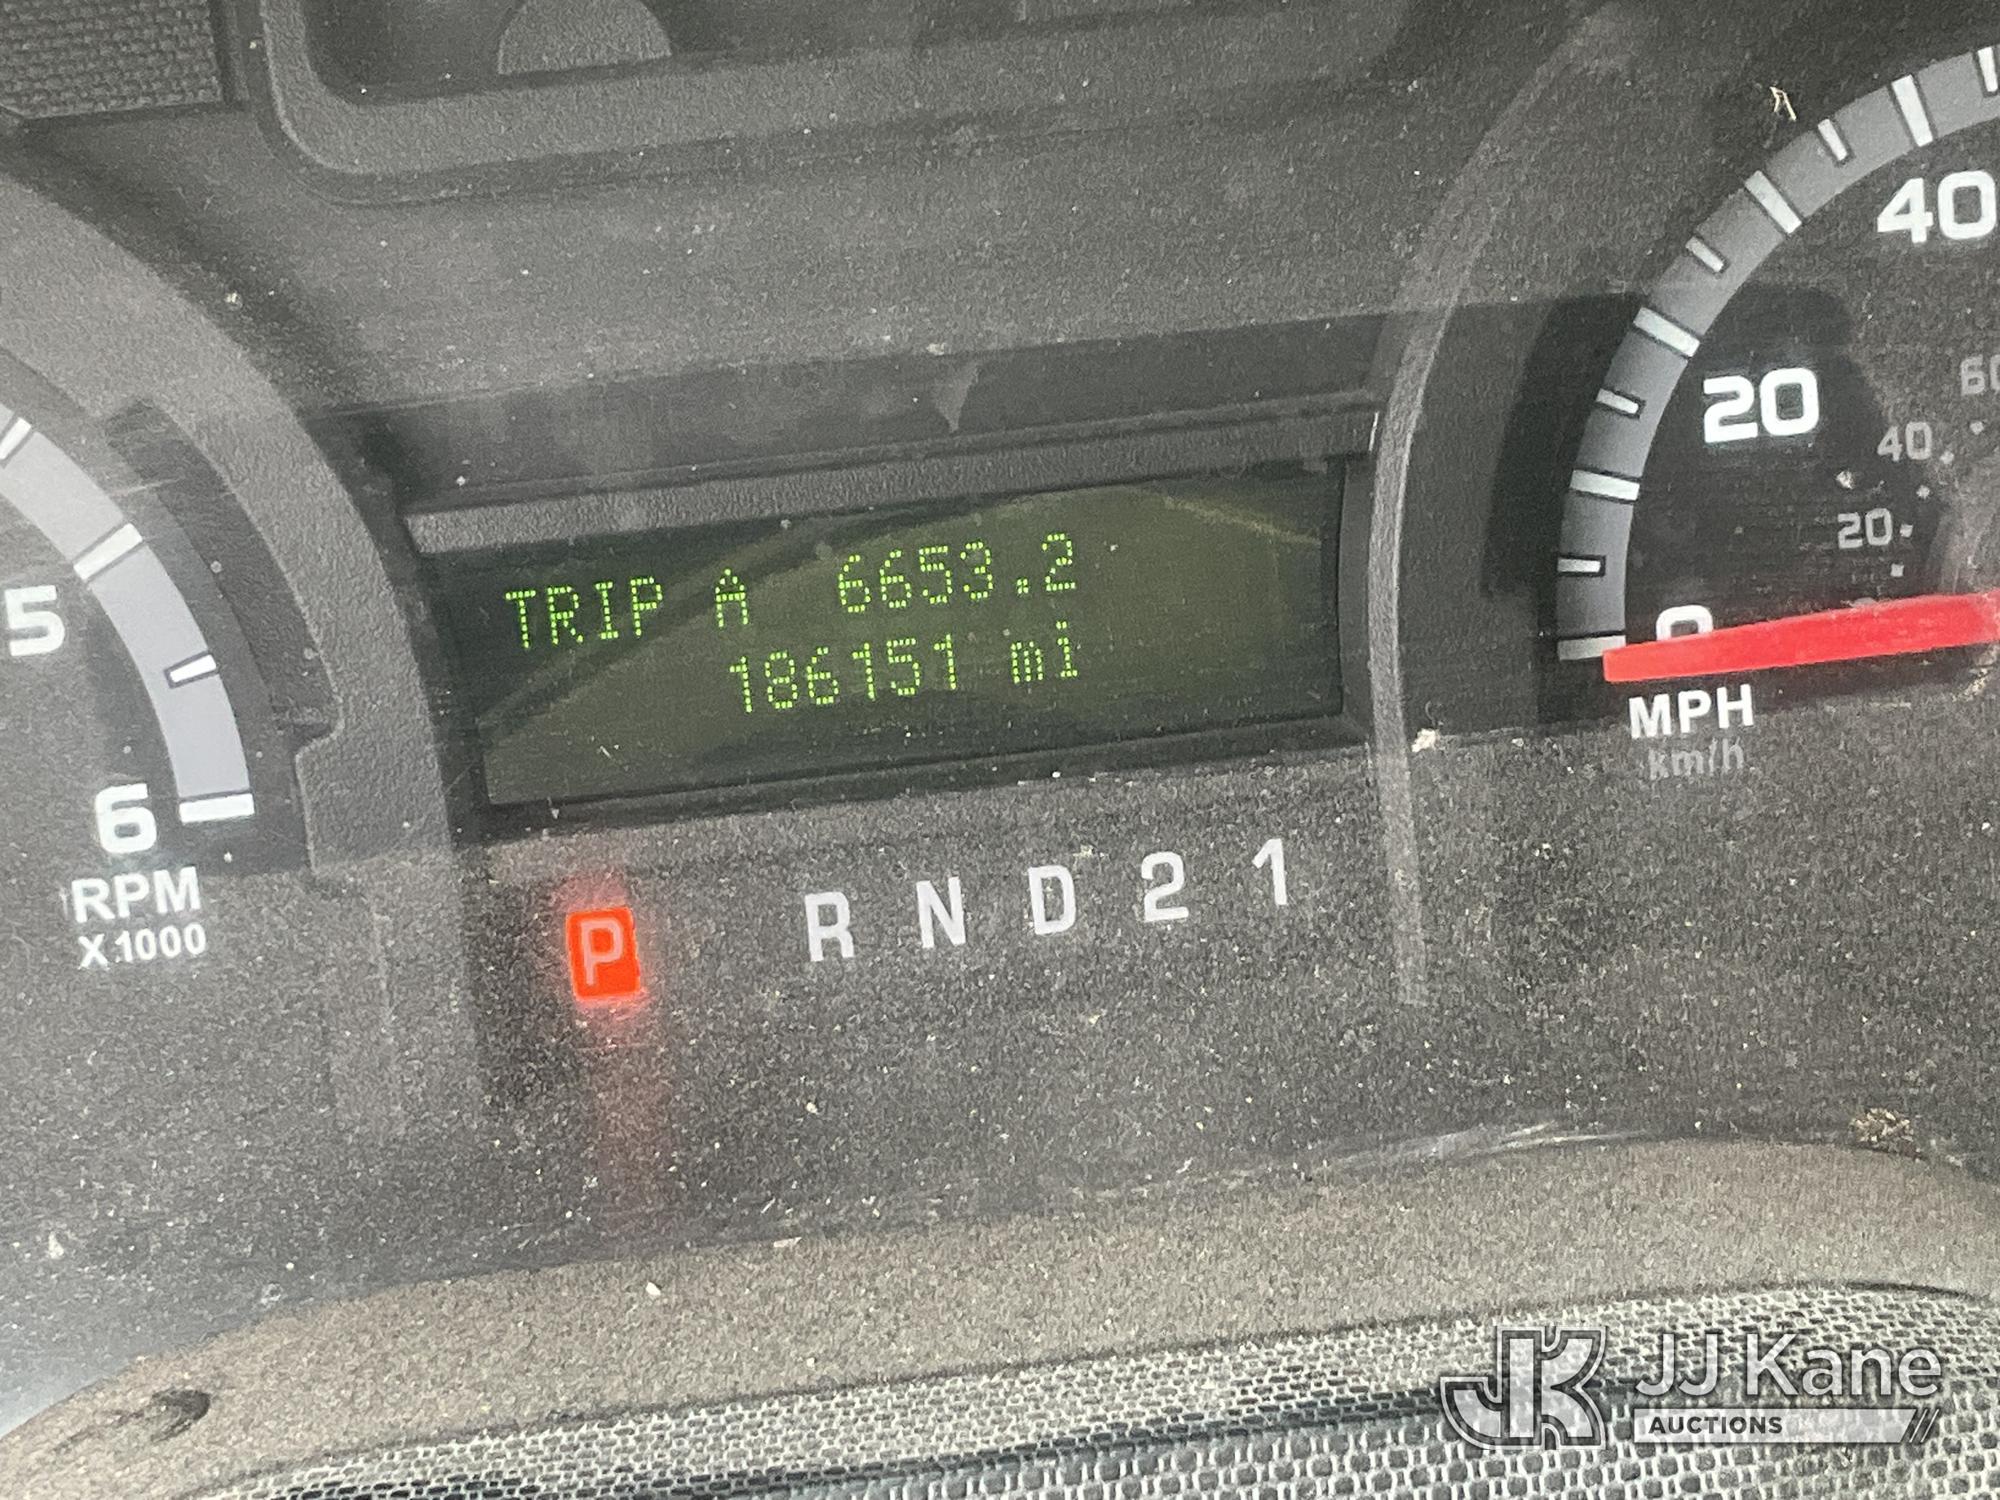 40
60
20
40
20
0
MPH
km/h
TRIP A 6653.2
186151 mi
5
6
RPM
X1000
P R N D 2 1
JK JJ Kane
AUCTIONS